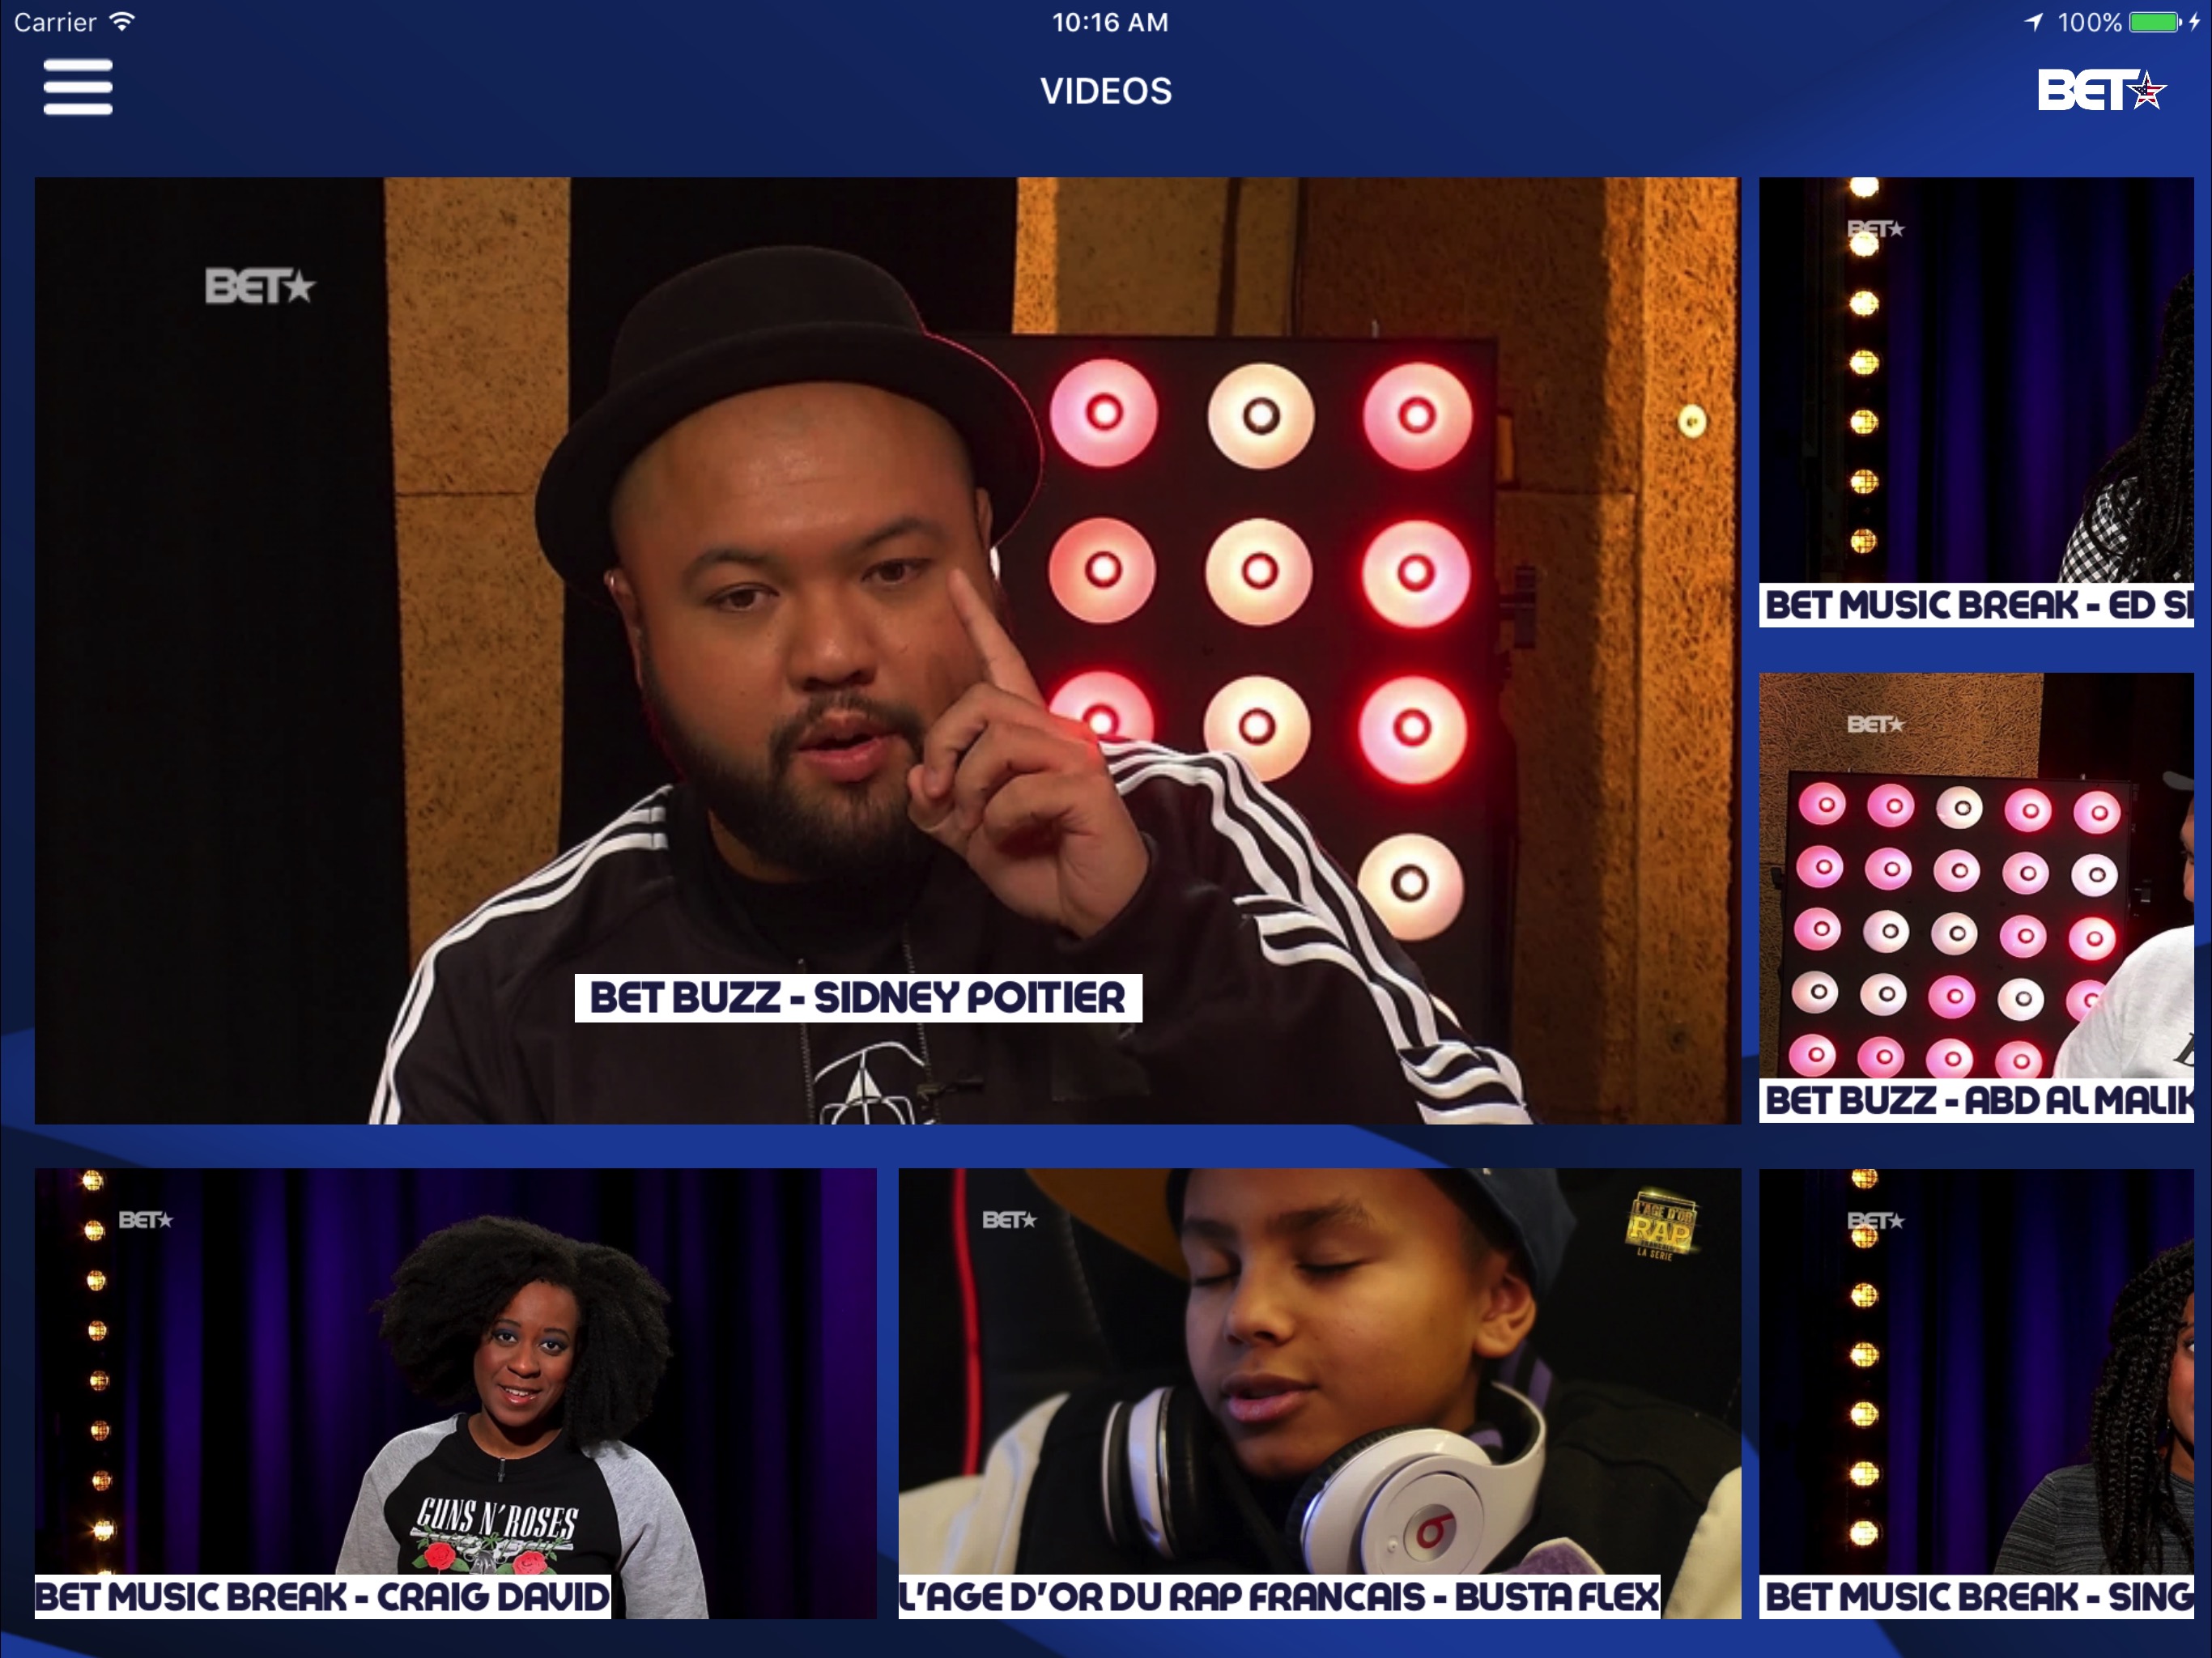 Carrier
10:16 AM
100%
VIDEOS
BET
BET
BET BUZZ - SIDNEY POITIER
BET
BET MUSIC BREAK - ED
BET
BET BUZZ - ABD AL MALIK
BET
GUNS N' ROSES
BET MUSIC BREAK - CRAIG DAVID
BET
L'AGE D'OR
RAP
LA SERIE
L'AGE D'OR DU RAP FRANCAIS - BUSTA FLEX
BET
BET MUSIC BREAK - SING